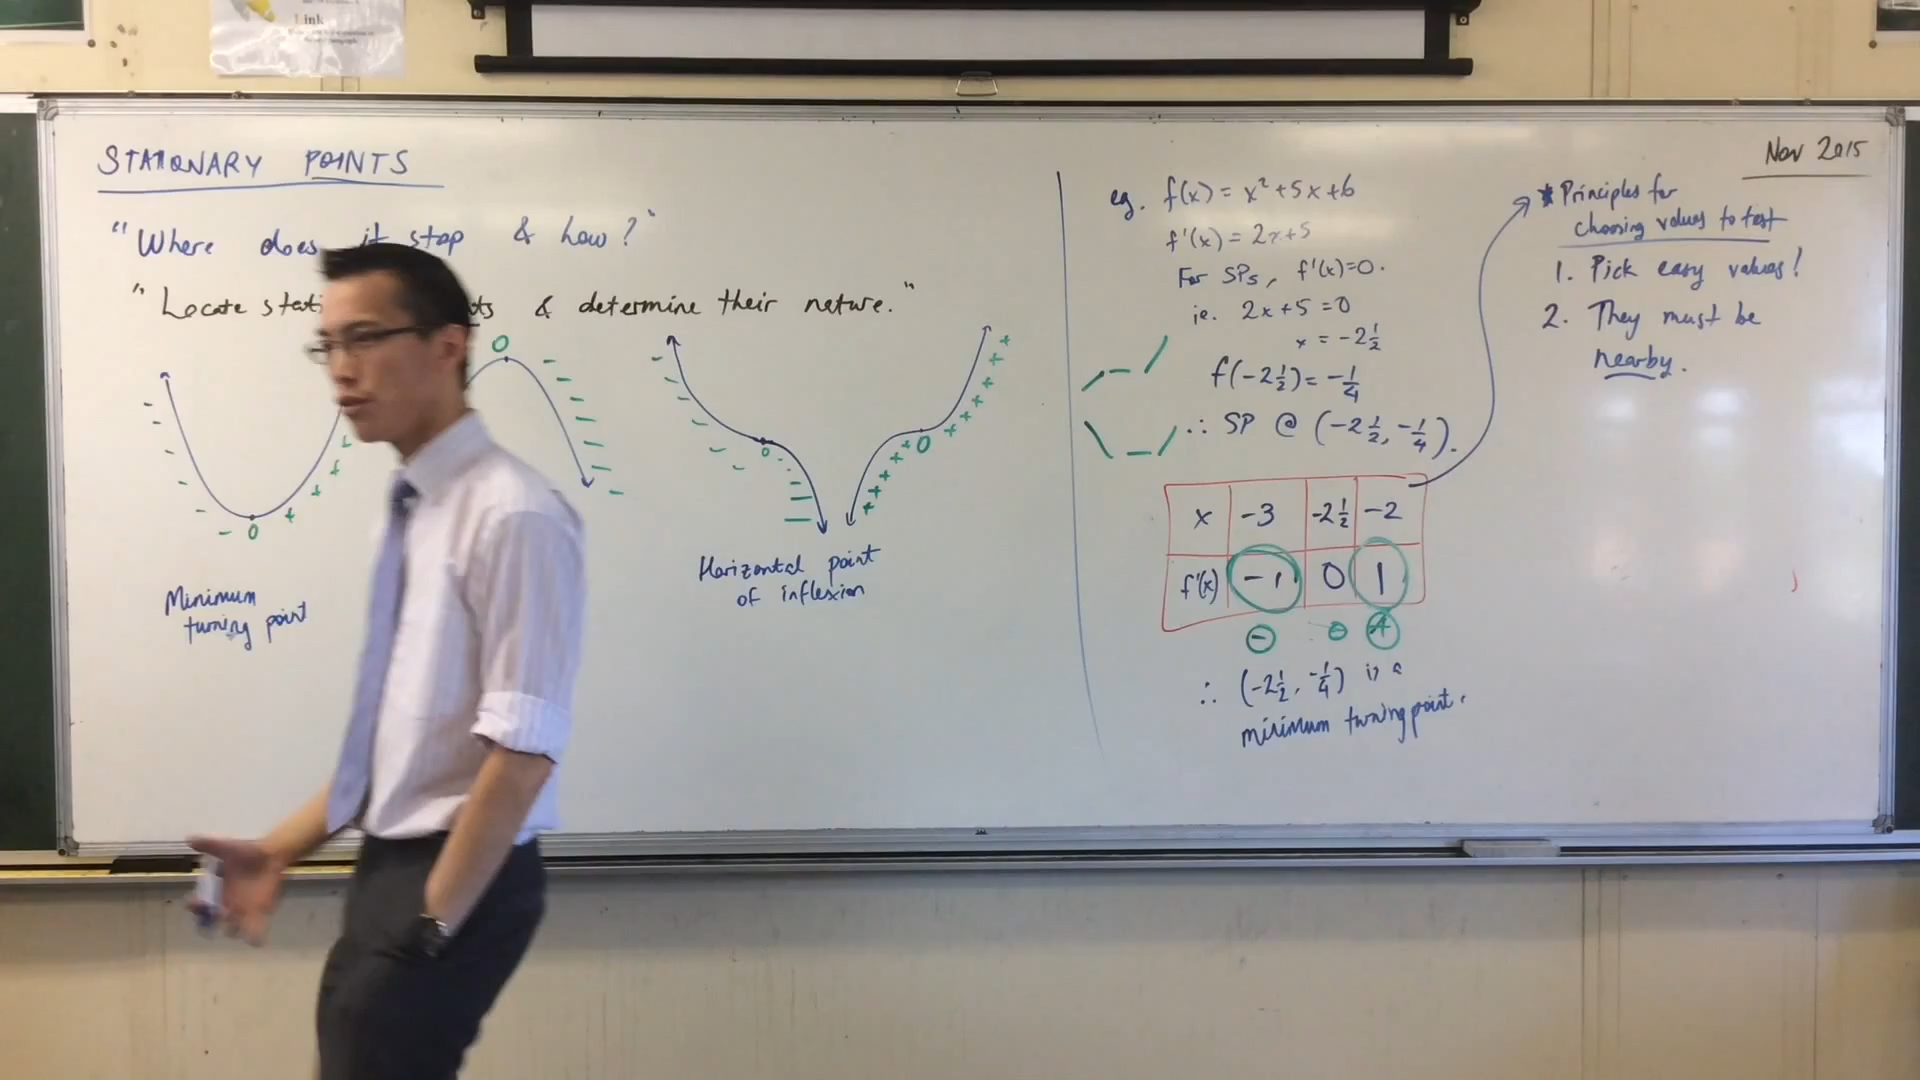 Link
STATIONARY POINTS
"Where does it stop & how?"
"Locate stati ts & determine their nature."
0
0
0
0
Minimum
turning point
Horizontal point
of inflexion
eg. f(x) = x² + 5x + 6
f'(x) = 2x + 5
For SPs, f'(x) = 0.
ie. 2x + 5 = 0
x = -2½
f(-2½) = -¼
∴ SP @ (-2½, -¼).
x -3 -2½ -2
f'(x) -1 0 1
- 0 +
∴ (-2½, -¼) is a
minimum turning point.
Nov 2015
* Principles for
choosing values to test
1. Pick easy values!
2. They must be
nearby.